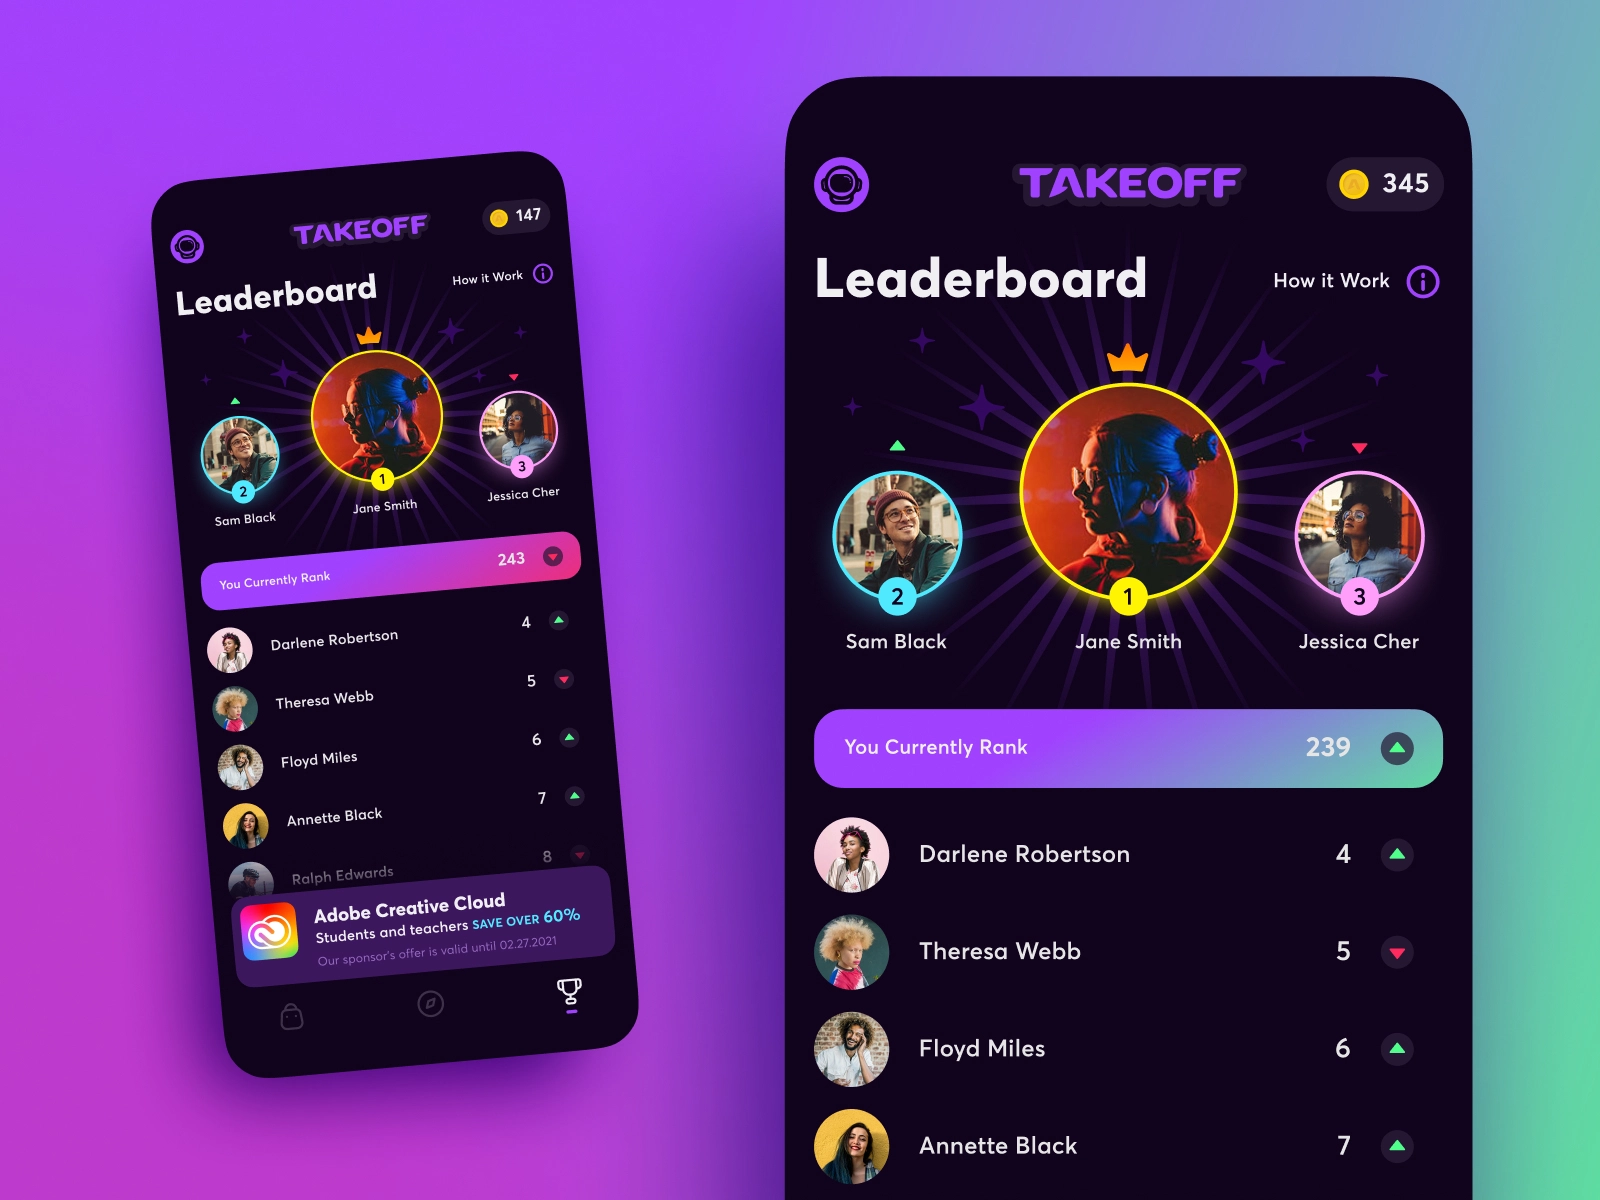 TAKEOFF
147
Leaderboard
How it Work
2
1
3
Sam Black
Jane Smith
Jessica Cher
You Currently Rank
243
Darlene Robertson
4
Theresa Webb
5
Floyd Miles
6
Annette Black
7
Ralph Edwards
8
Adobe Creative Cloud
Students and teachers SAVE OVER 60%
Our sponsor's offer is valid until 02.27.2021
TAKEOFF
345
Leaderboard
How it Work
2
1
3
Sam Black
Jane Smith
Jessica Cher
You Currently Rank
239
Darlene Robertson
4
Theresa Webb
5
Floyd Miles
6
Annette Black
7